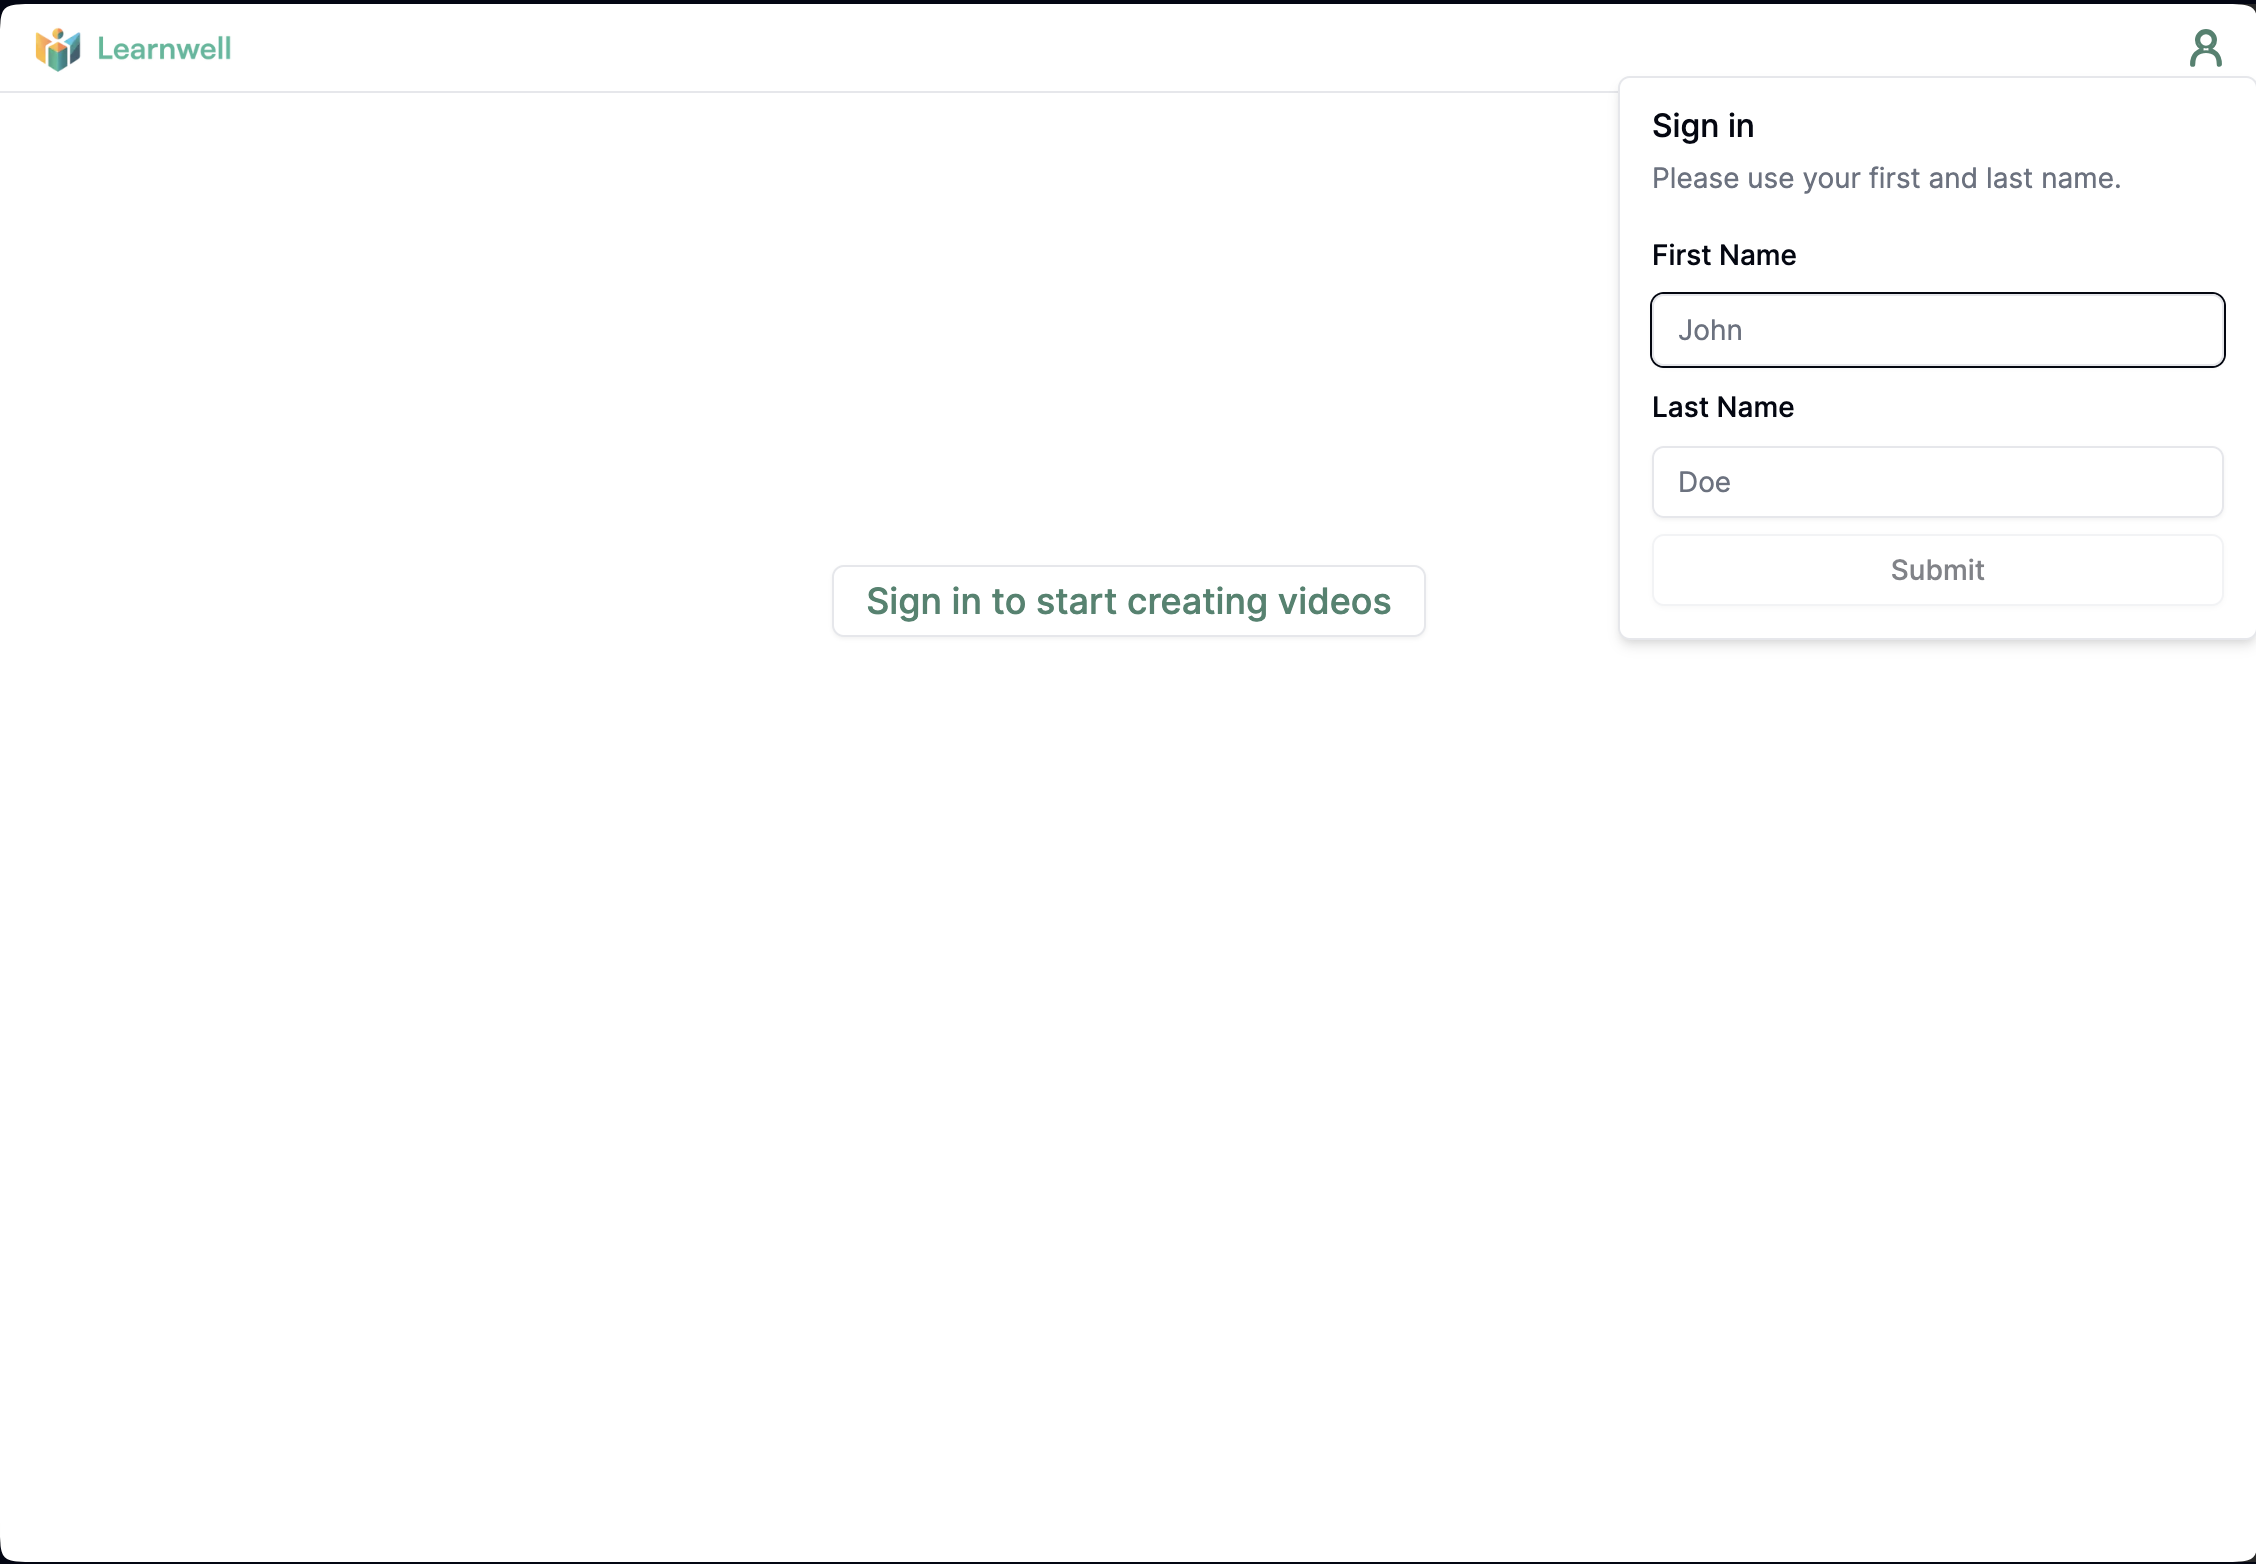 Learnwell
Sign in
Please use your first and last name.
First Name
John
Last Name
Doe
Submit
Sign in to start creating videos